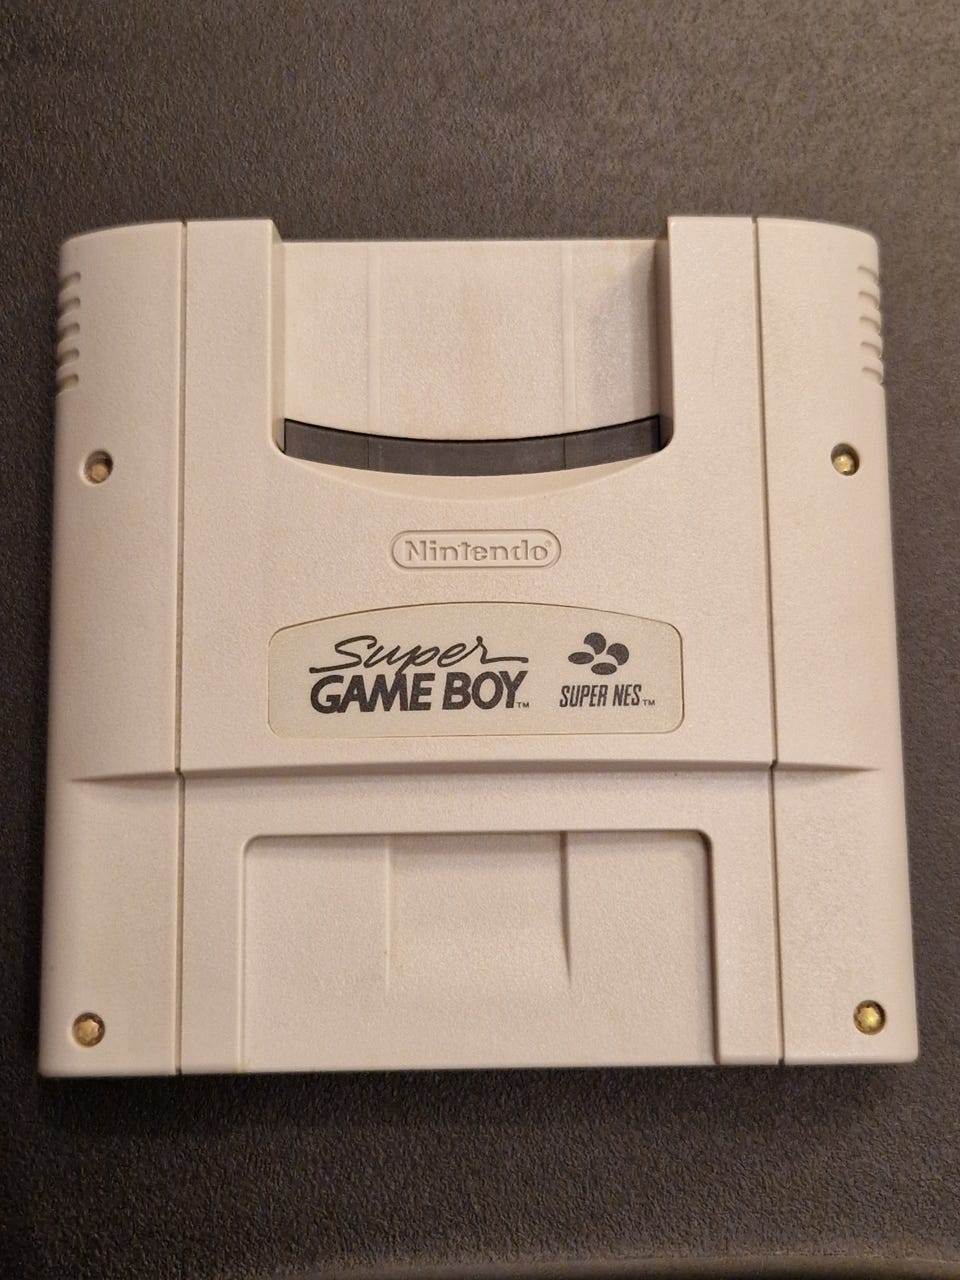 Nintendo®
Super
GAME BOY™
SUPER NES™